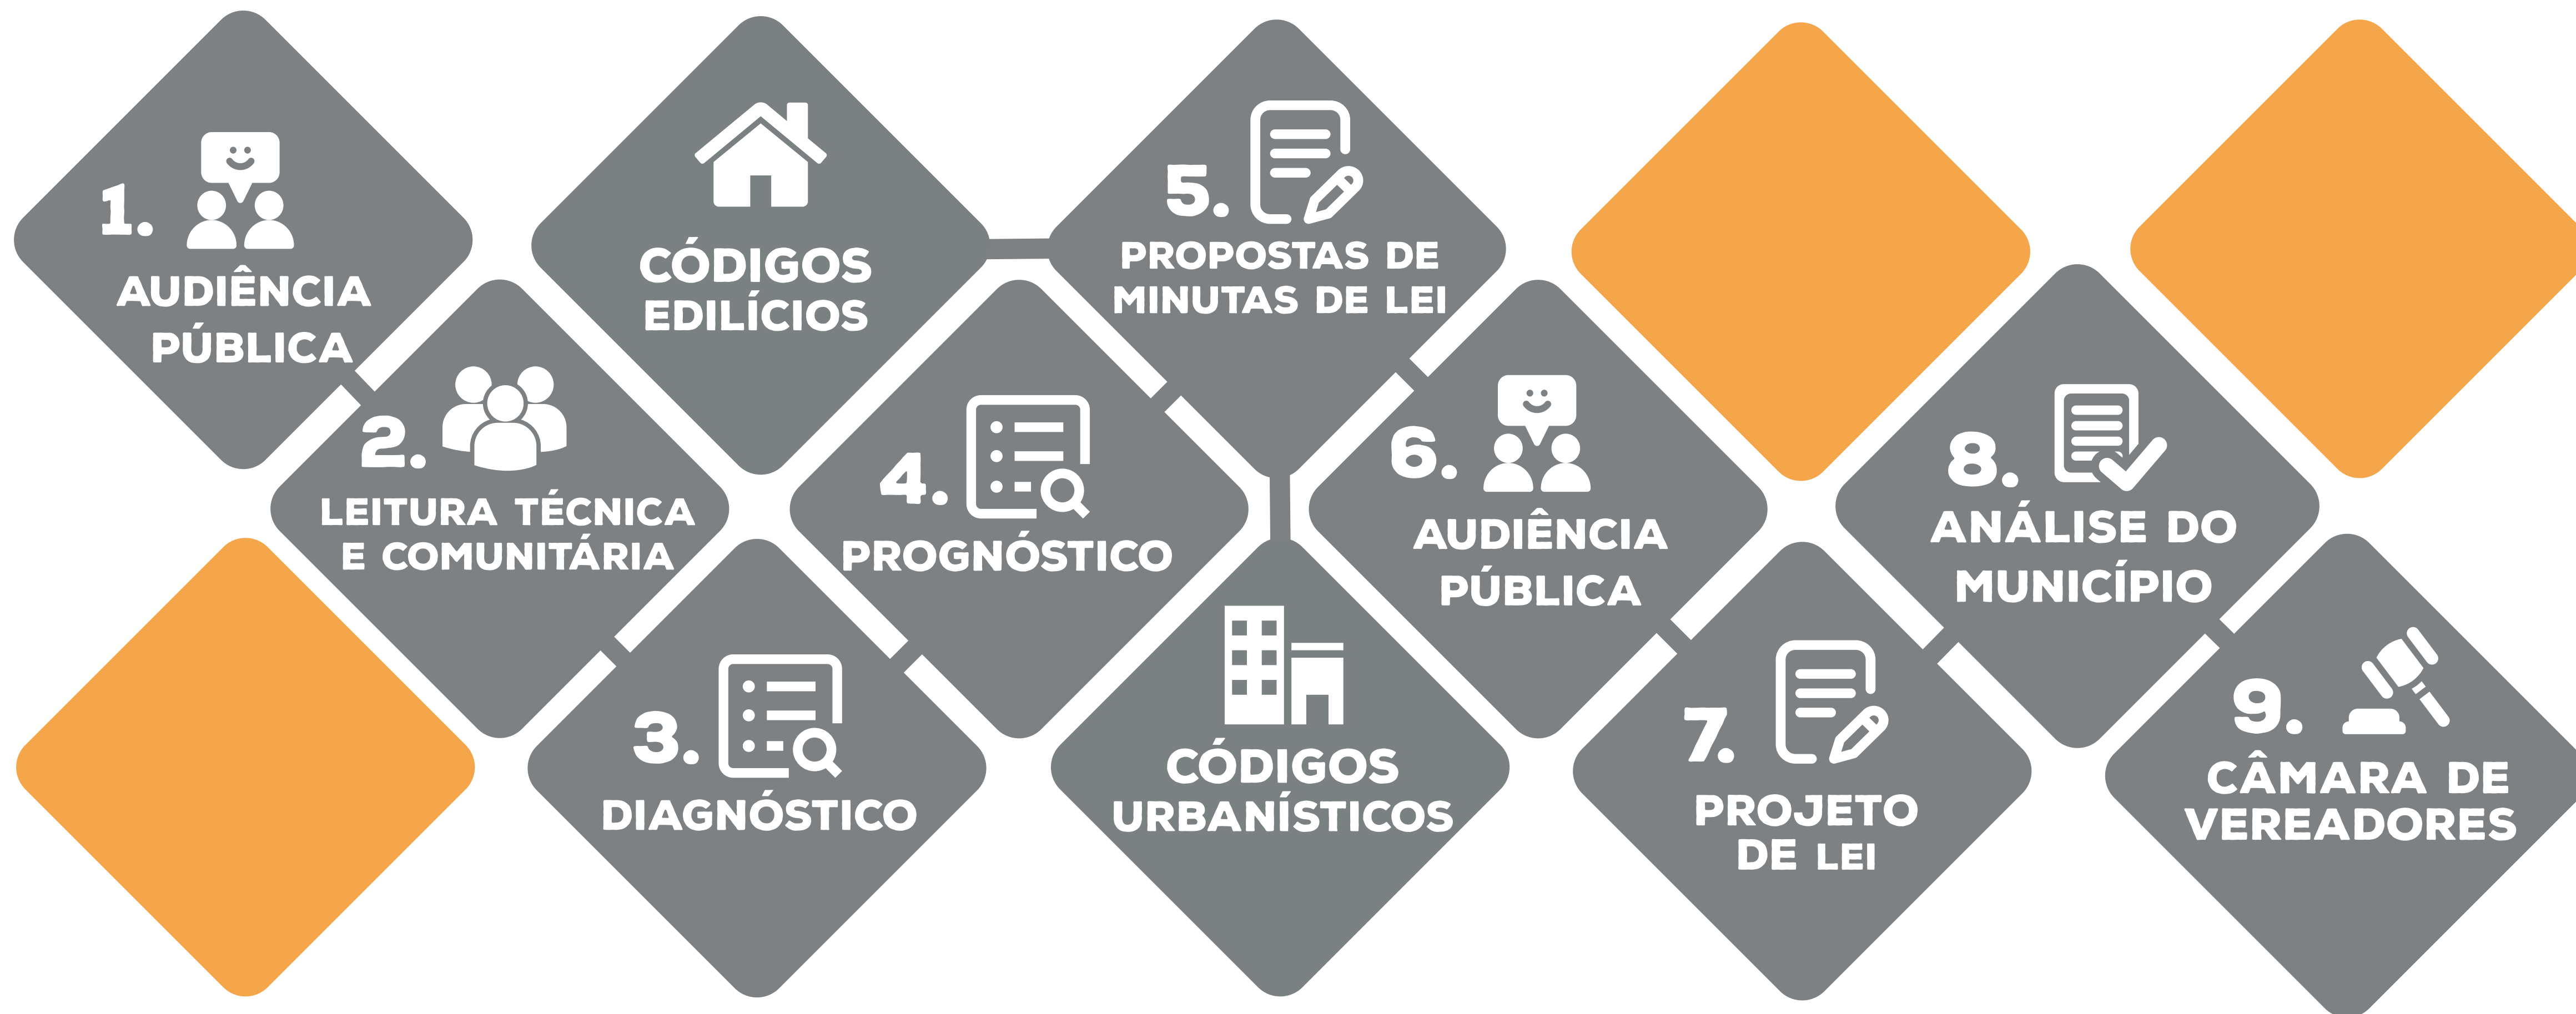 1.
AUDIÊNCIA
PÚBLICA
2.
LEITURA TÉCNICA
E COMUNITÁRIA
3.
DIAGNÓSTICO
4.
PROGNÓSTICO
CÓDIGOS
EDILÍCIOS
5.
PROPOSTAS DE
MINUTAS DE LEI
CÓDIGOS
URBANÍSTICOS
6.
AUDIÊNCIA
PÚBLICA
7.
PROJETO
DE LEI
8.
ANÁLISE DO
MUNICÍPIO
9.
CÂMARA DE
VEREADORES